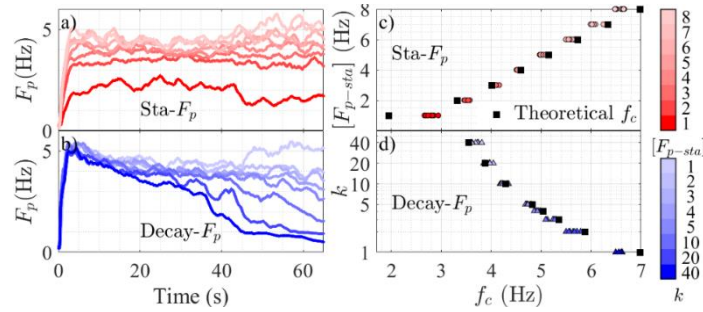 a)
F_p (Hz)
5
0
Sta-F_p
b)
F_p (Hz)
5
0
Decay-F_p
0 20 40 60
Time (s)
c)
[F_{p-sta}] (Hz)
8
6
4
2
0
Sta-F_p
Theoretical f_c
d)
k
40
20
10
5
1
Decay-F_p
2 3 4 5 6 7
f_c (Hz)
8
7
6
5
4
3
2
1
[F_{p-sta}]
1
2
3
5
10
20
40
k